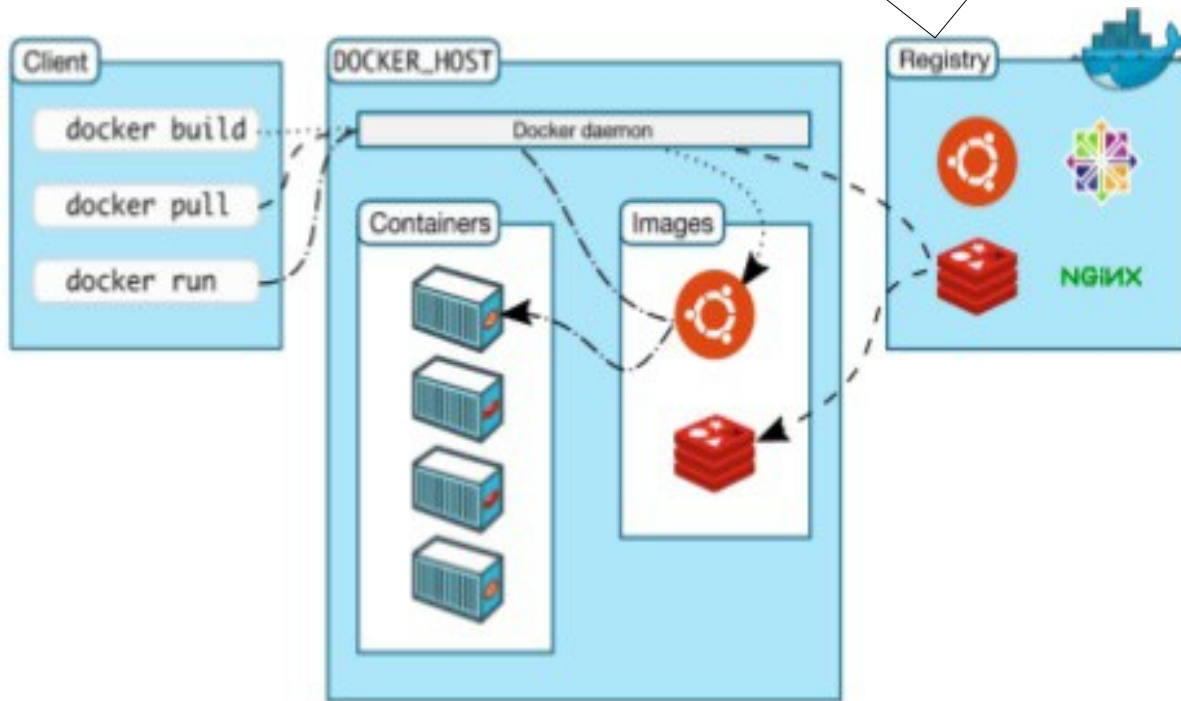 Client
docker build
docker pull
docker run
DOCKER_HOST
Docker daemon
Containers
Images
Registry
NGiNX